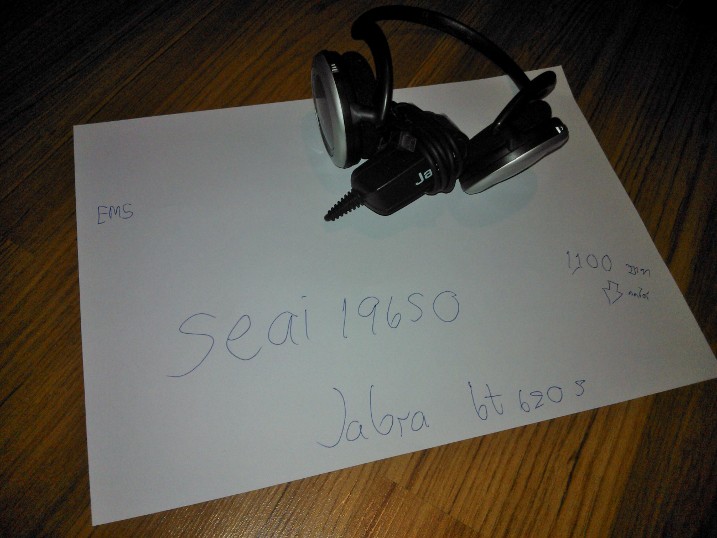 Ja
EMS
1,100 บาท
seai 19650
Jabra bt 620 s